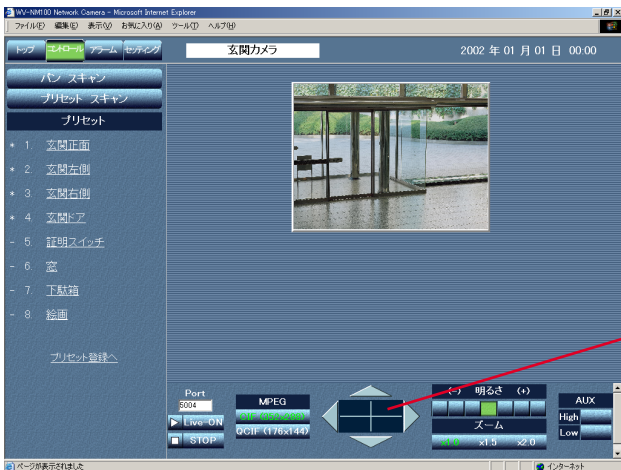 WV-NM100 Network Camera - Microsoft Internet Explorer
ファイル(F) 編集(E) 表示(V) お気に入り(A) ツール(T) ヘルプ(H)
トップ コントロール アラーム セッティング
玄関カメラ
2002 年 01 月 01 日 00:00
パン スキャン
プリセット スキャン
プリセット
* 1. 玄関正面
* 2. 玄関左側
* 3. 玄関右側
* 4. 玄関ドア
- 5. 証明スイッチ
- 6. 窓
- 7. 下駄箱
- 8. 絵画
プリセット登録へ
Port
5004
Live-ON
STOP
MPEG
QCIF (176x144)
(-) 明るさ (+)
ズーム
x1.0 x1.5 x2.0
AUX
High
Low
ページが表示されました
インターネット